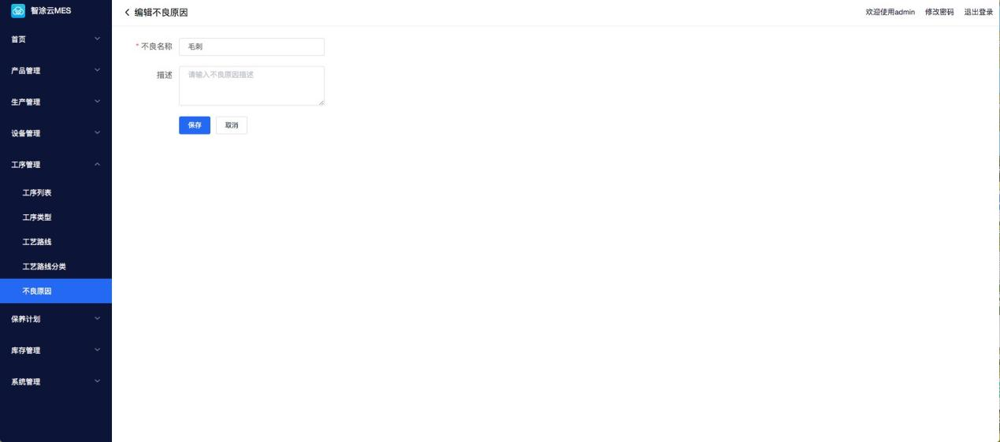 智涂云MES
编辑不良原因
欢迎使用admin 修改密码 退出登录
首页
产品管理
生产管理
设备管理
工序管理
工序列表
工序类型
工艺路线
工艺路线分类
不良原因
保养计划
库存管理
系统管理
* 不良名称 毛刺
描述 请输入不良原因描述
保存 取消